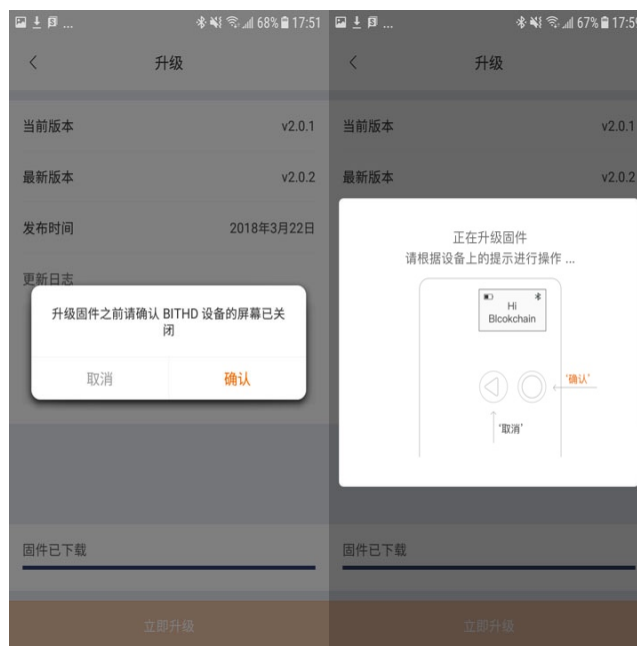 ... 68% 17:51
升级
当前版本 v2.0.1
最新版本 v2.0.2
发布时间 2018年3月22日
更新日志
升级固件之前请确认 BITHD 设备的屏幕已关
闭
取消 确认
固件已下载
立即升级
... 67% 17:59
升级
当前版本 v2.0.1
最新版本 v2.0.2
正在升级固件
请根据设备上的提示进行操作 ...
Hi
Blcokchain
'确认'
'取消'
固件已下载
立即升级